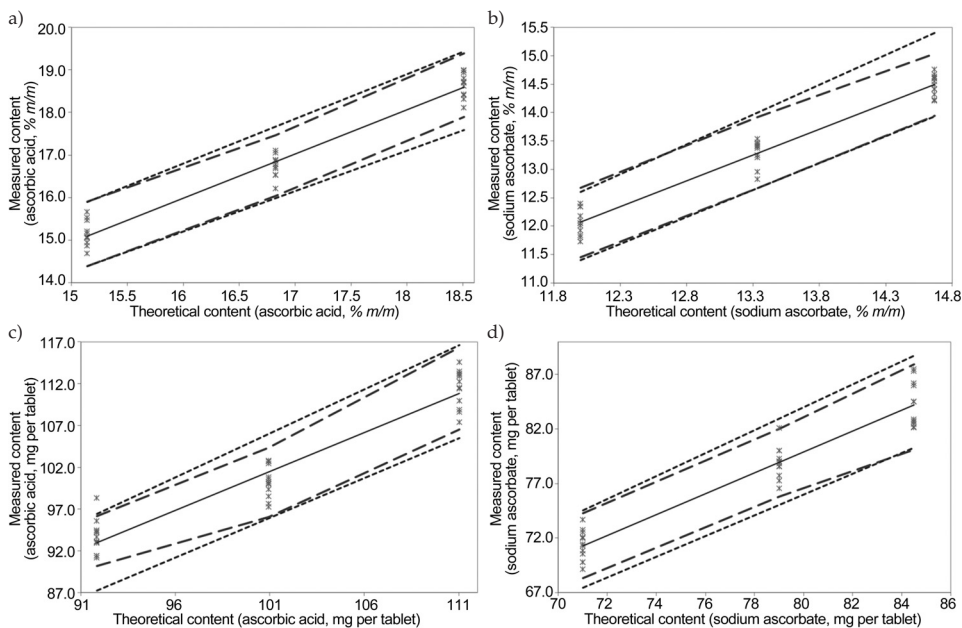 a)
Measured content
(ascorbic acid, % m/m)
20.0
19.0
18.0
17.0
16.0
15.0
14.0
15 15.5 16 16.5 17 17.5 18 18.5
Theoretical content (ascorbic acid, % m/m)
b)
Measured content
(sodium ascorbate, % m/m)
15.5
15.0
14.5
14.0
13.5
13.0
12.5
12.0
11.5
11.0
11.8 12.3 12.8 13.3 13.8 14.3 14.8
Theoretical content (sodium ascorbate, % m/m)
c)
Measured content
(ascorbic acid, mg per tablet)
117.0
112.0
107.0
102.0
97.0
92.0
87.0
91 96 101 106 111
Theoretical content (ascorbic acid, mg per tablet)
d)
Measured content
(sodium ascorbate, mg per tablet)
87.0
82.0
77.0
72.0
67.0
70 72 74 76 78 80 82 84 86
Theoretical content (sodium ascorbate, mg per tablet)